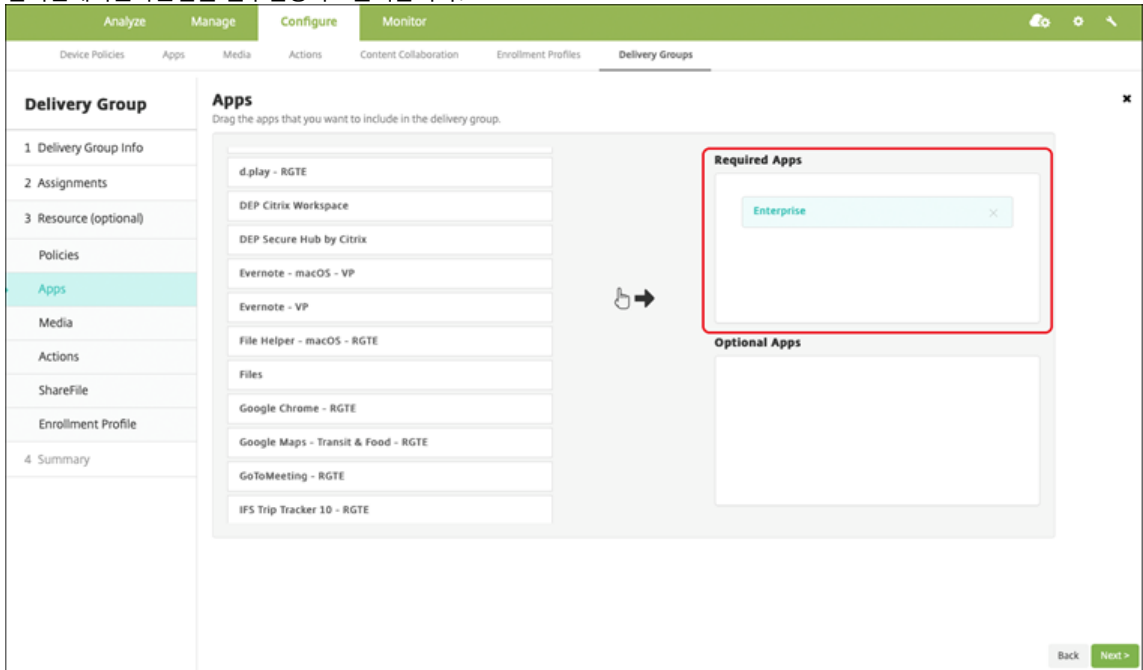 Analyze Manage Configure Monitor
Device Policies Apps Media Actions Content Collaboration Enrollment Profiles Delivery Groups
Delivery Group
1 Delivery Group Info
2 Assignments
3 Resource (optional)
Policies
Apps
Media
Actions
ShareFile
Enrollment Profile
4 Summary
Apps
Drag the apps that you want to include in the delivery group.
d.play - RGTE
DEP Citrix Workspace
DEP Secure Hub by Citrix
Evernote - macOS - VP
Evernote - VP
File Helper - macOS - RGTE
Files
Google Chrome - RGTE
Google Maps - Transit & Food - RGTE
GoToMeeting - RGTE
IFS Trip Tracker 10 - RGTE
Required Apps
Enterprise
Optional Apps
Back Next >